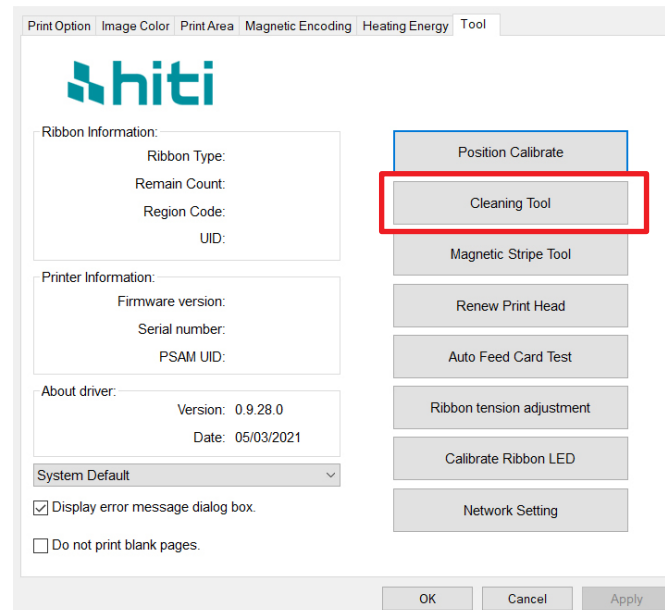 Print Option Image Color Print Area Magnetic Encoding Heating Energy Tool
hiti
Ribbon Information:
Ribbon Type:
Remain Count:
Region Code:
UID:
Printer Information:
Firmware version:
Serial number:
PSAM UID:
About driver:
Version: 0.9.28.0
Date: 05/03/2021
System Default
Display error message dialog box.
Do not print blank pages.
Position Calibrate
Cleaning Tool
Magnetic Stripe Tool
Renew Print Head
Auto Feed Card Test
Ribbon tension adjustment
Calibrate Ribbon LED
Network Setting
OK Cancel Apply